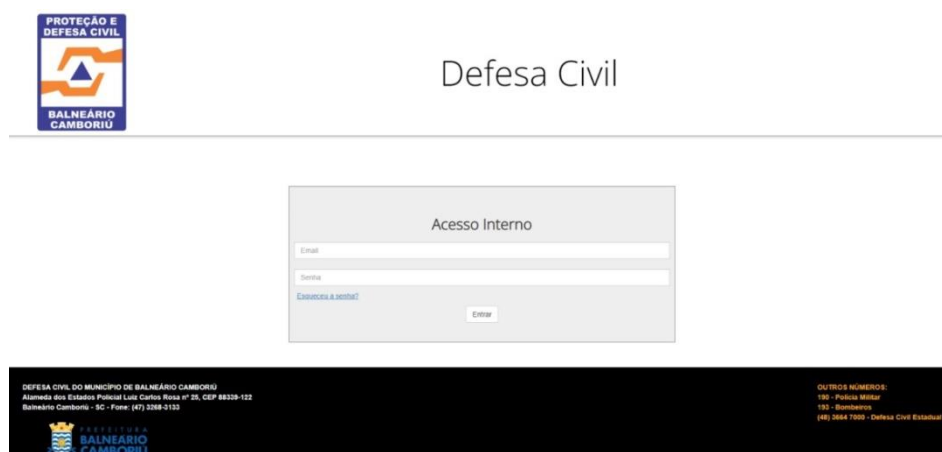 PROTEÇÃO E
DEFESA CIVIL
BALNEÁRIO
CAMBORIÚ
Defesa Civil
Acesso Interno
Email
Senha
Esqueceu a senha?
Entrar
DEFESA CIVIL DO MUNICÍPIO DE BALNEÁRIO CAMBORIÚ
Alameda dos Estados Policial Luiz Carlos Rosa nº 25, CEP 88339-122
Balneário Camboriú - SC - Fone: (47) 3268-3133
PREFEITURA
BALNEÁRIO
CAMBORIÚ
OUTROS NÚMEROS:
190 - Polícia Militar
193 - Bombeiros
(48) 3664 7000 - Defesa Civil Estadual